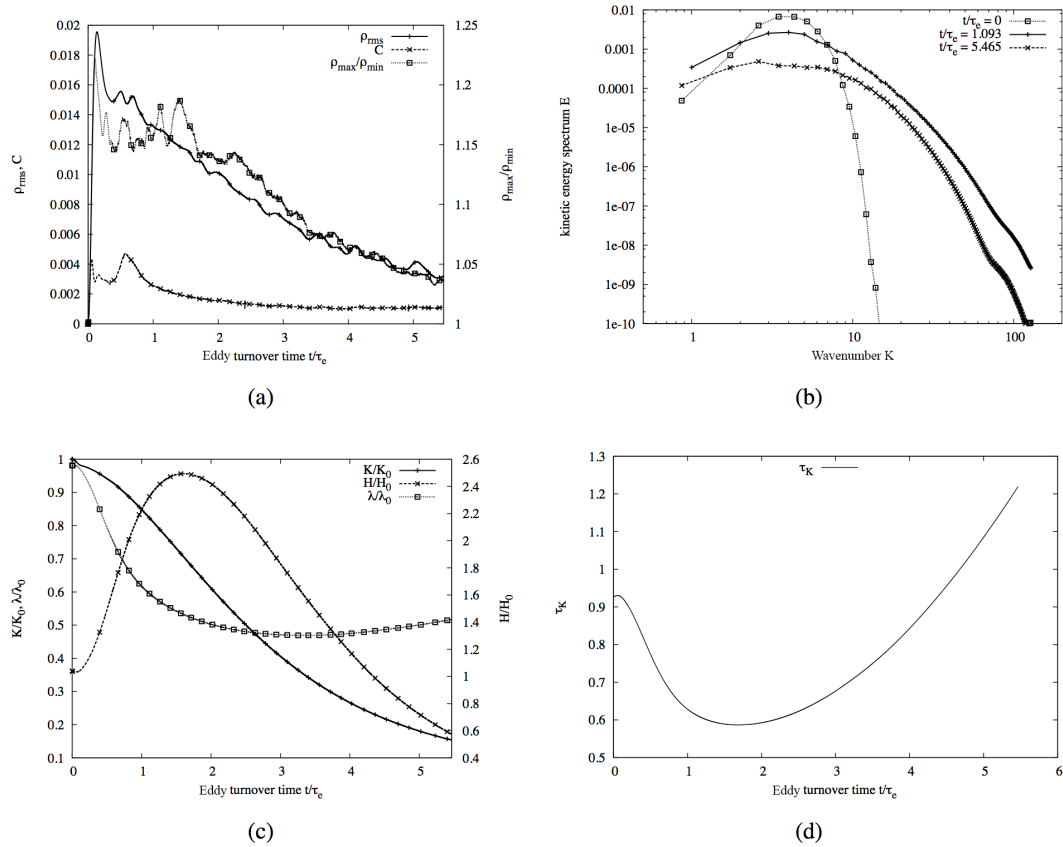 0.02
0.018
0.016
0.014
0.012
0.01
0.008
0.006
0.004
0.002
0
ρrms, C
1.25
1.2
1.15
1.1
1.05
1
ρmax/ρmin
ρrms
C
ρmax/ρmin
0 1 2 3 4 5
Eddy turnover time t/τe
(a)
0.01
0.001
0.0001
1e-05
1e-06
1e-07
1e-08
1e-09
1e-10
kinetic energy spectrum E
t/τe = 0
t/τe = 1.093
t/τe = 5.465
1 10 100
Wavenumber K
(b)
1
0.9
0.8
0.7
0.6
0.5
0.4
0.3
0.2
0.1
K/K0, λ/λ0
2.6
2.4
2.2
2
1.8
1.6
1.4
1.2
1
0.8
0.6
0.4
H/H0
K/K0
H/H0
λ/λ0
0 1 2 3 4 5
Eddy turnover time t/τe
(c)
1.3
1.2
1.1
1
0.9
0.8
0.7
0.6
0.5
τK
τK
0 1 2 3 4 5 6
Eddy turnover time t/τe
(d)